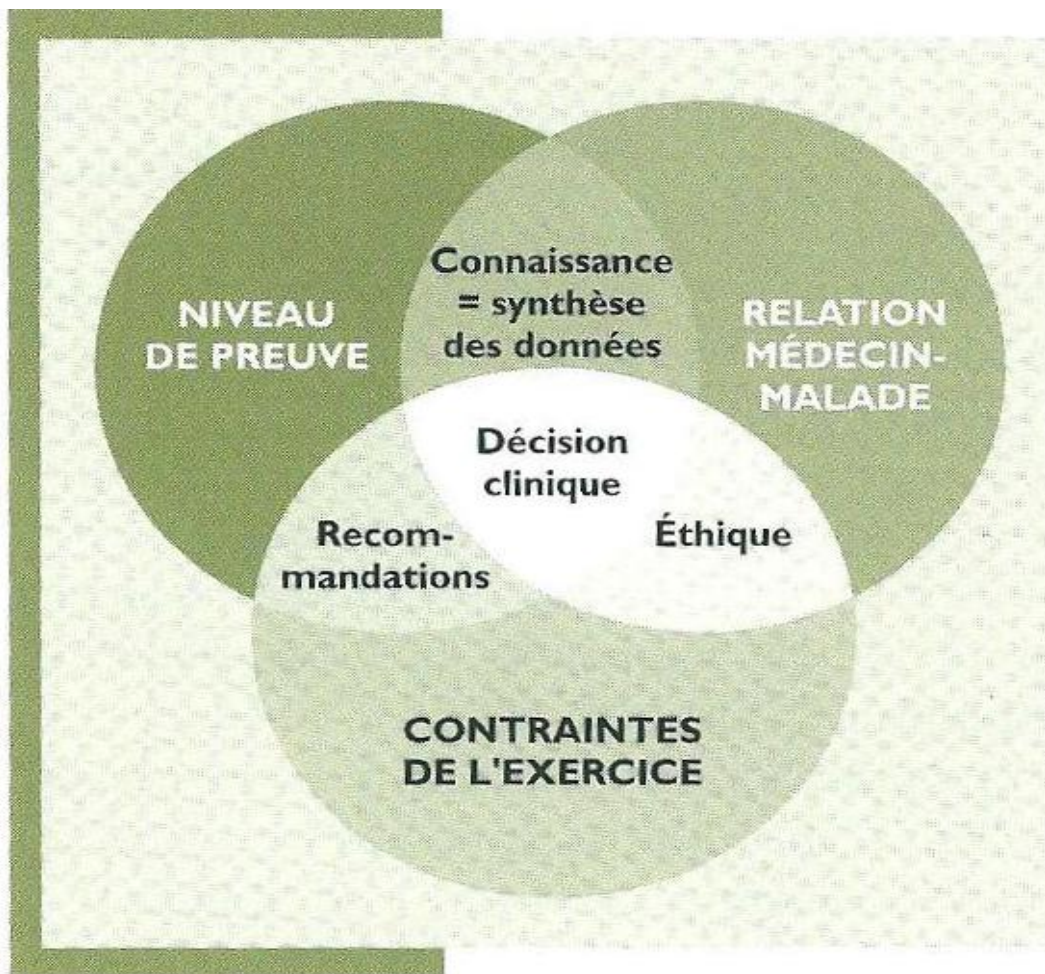 Connaissance
= synthèse
des données
NIVEAU
DE PREUVE
RELATION
MÉDECIN-
MALADE
Décision
clinique
Recom-
mandations
Éthique
CONTRAINTES
DE L'EXERCICE